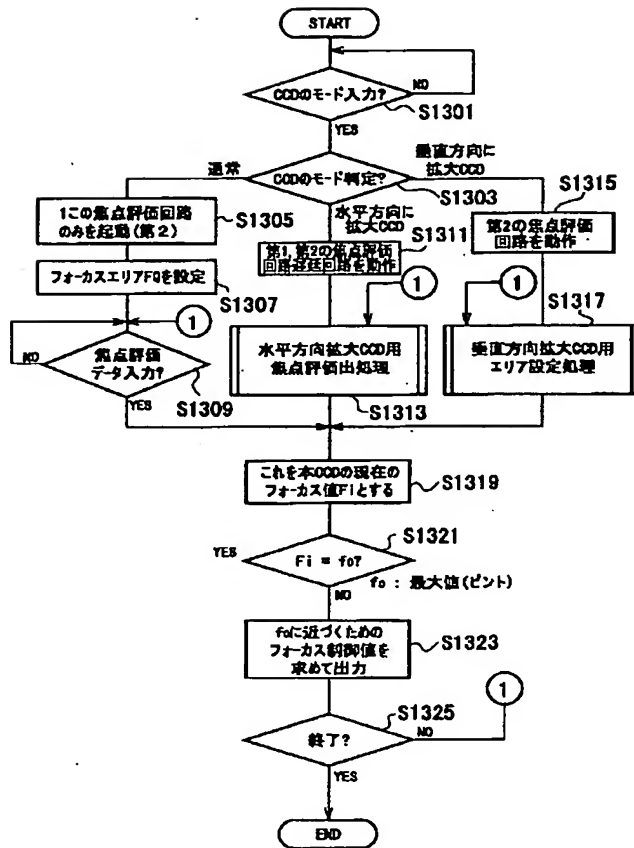 START
CCDのモード入力?
NO
S1301
YES
通常
CCDのモード判定?
垂直方向に
拡大CCD
S1303
水平方向に
拡大CCD
1この焦点評価回路
のみを起動(第2)
S1305
第1,第2の焦点評価
回路遅延回路を動作
S1311
第2の焦点評価
回路を動作
S1315
フォーカスエリアFQを設定
S1307
1
1
1
S1317
NO
焦点評価
データ入力?
S1309
YES
水平方向拡大CCD用
焦点評価出処理
S1313
垂直方向拡大CCD用
エリア設定処理
これを本CCDの現在の
フォーカス値Fiとする
S1319
S1321
YES
Fi = fo?
fo : 最大値(ピント)
NO
foに近づくための
フォーカス制御値を
求めて出力
S1323
1
S1325
終了?
NO
YES
END